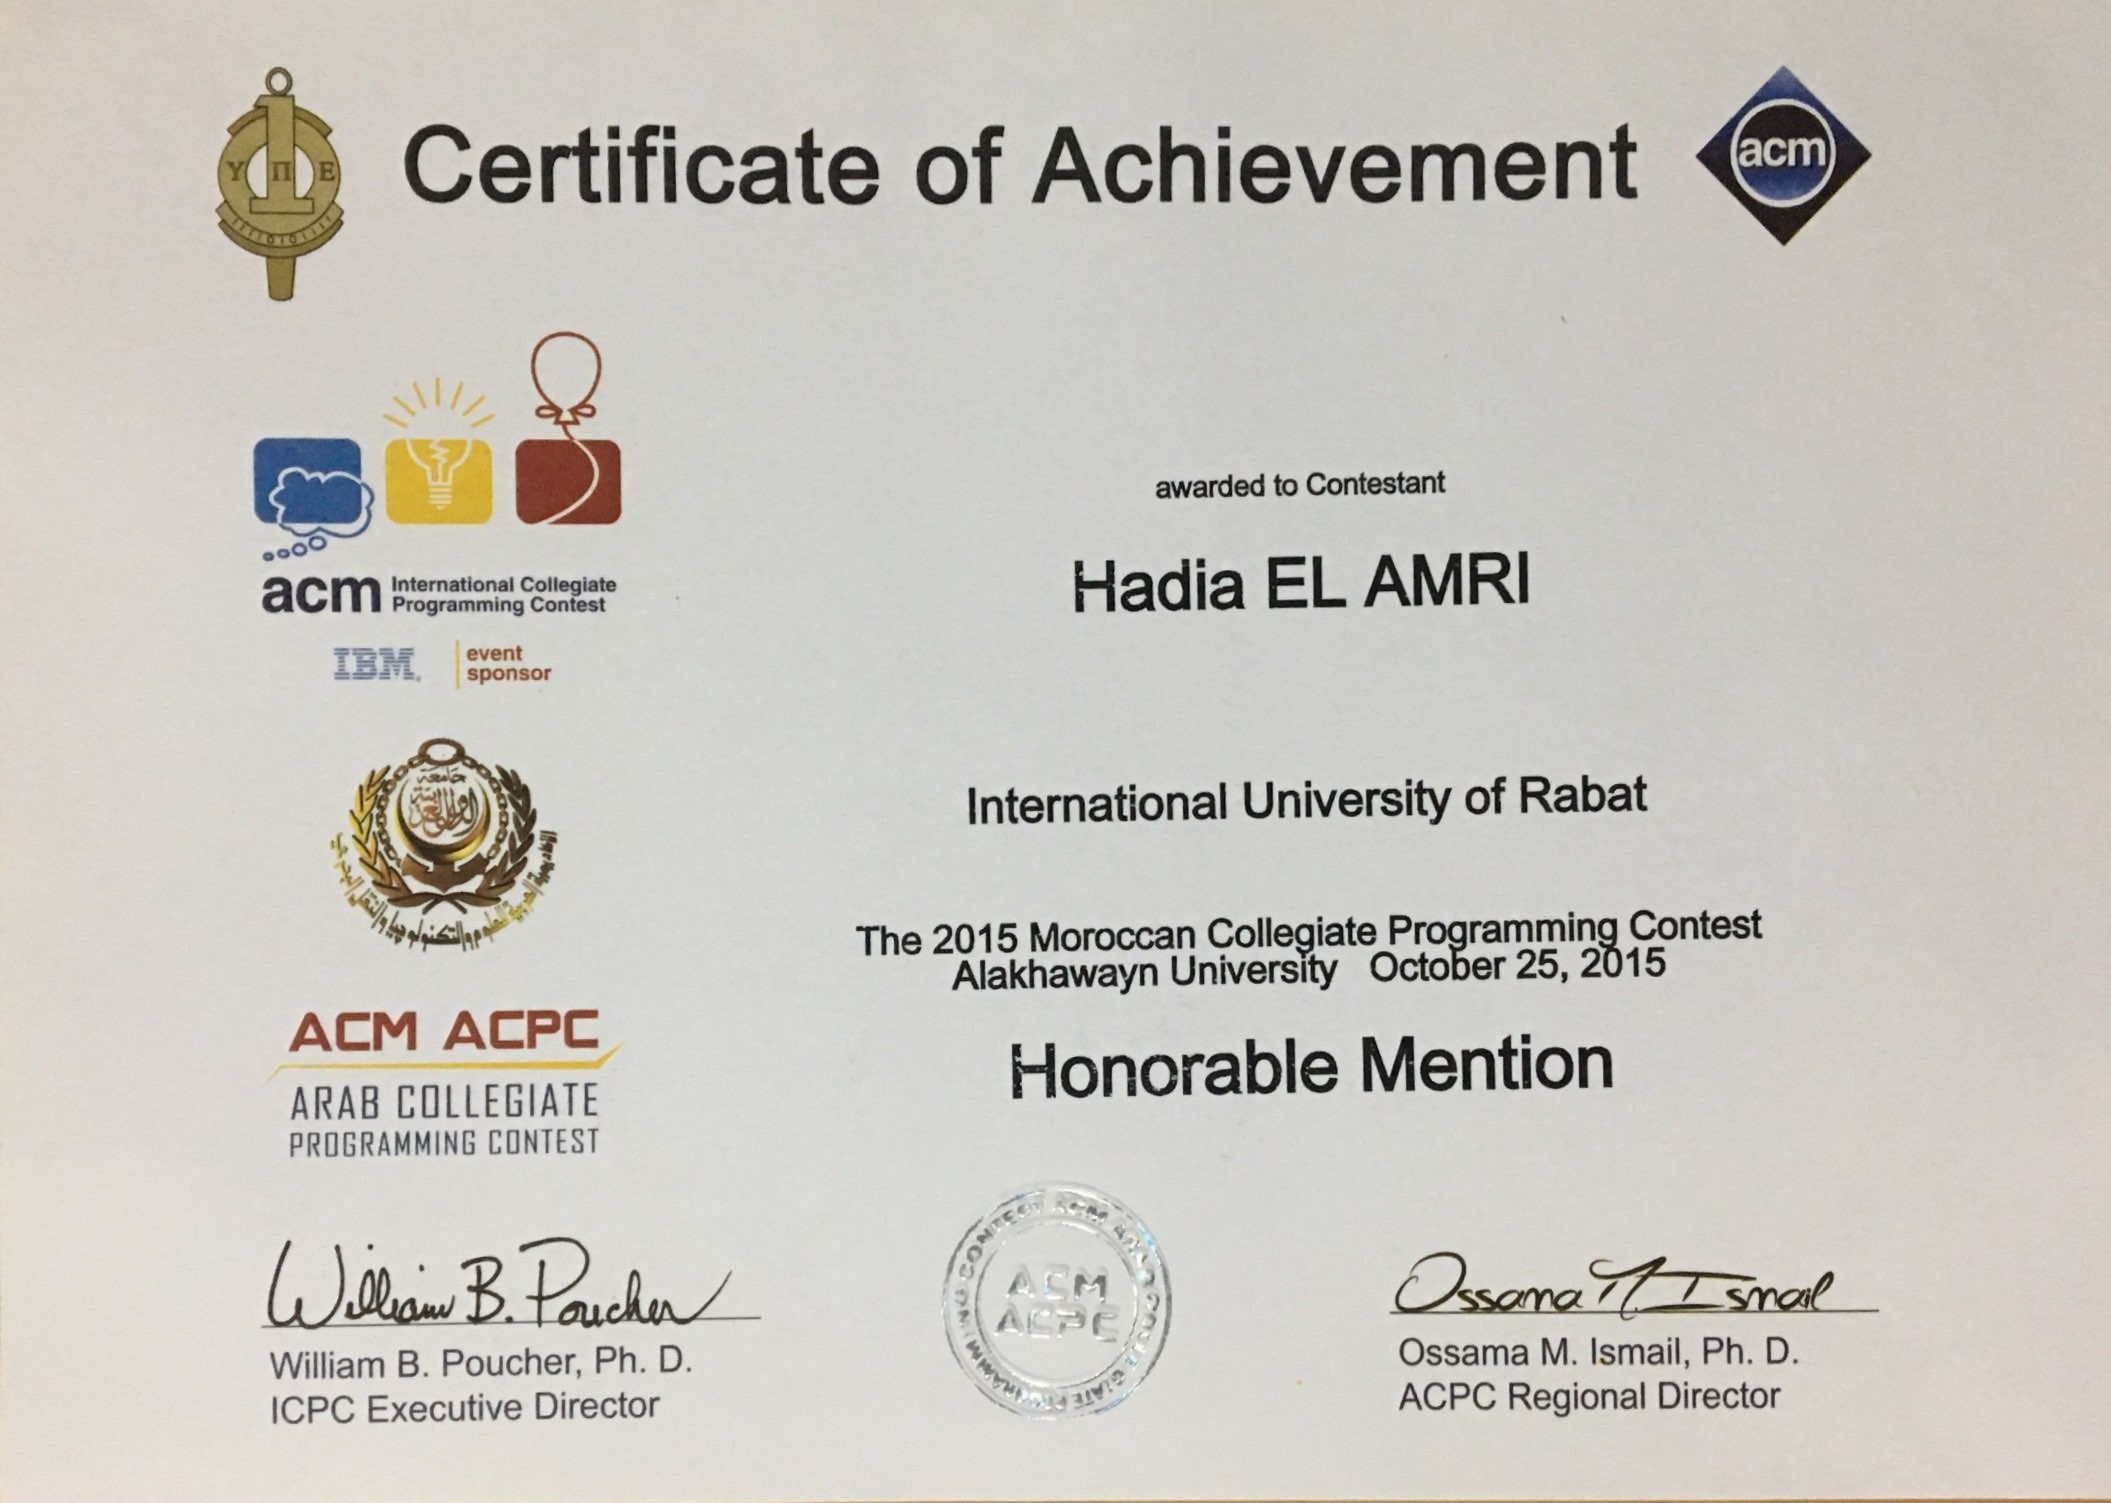 Certificate of Achievement
Υ Π Ε
acm
awarded to Contestant
Hadia EL AMRI
acm International Collegiate
Programming Contest
IBM. event
sponsor
International University of Rabat
جامعة
الدول العربية
The 2015 Moroccan Collegiate Programming Contest
Alakhawayn University October 25, 2015
Honorable Mention
ACM ACPC
ARAB COLLEGIATE
PROGRAMMING CONTEST
William B. Poucher
William B. Poucher, Ph. D.
ICPC Executive Director
ACM
ACPC
Ossama M Ismail
Ossama M. Ismail, Ph. D.
ACPC Regional Director